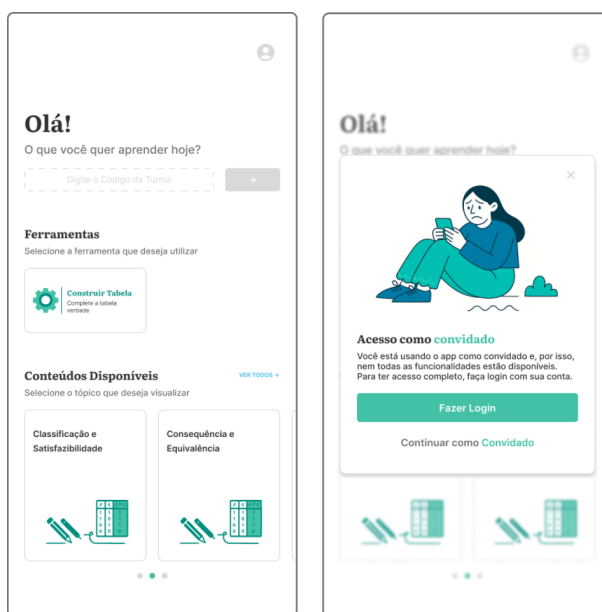 Olá!
O que você quer aprender hoje?
Digite o Código da Turma
→
Ferramentas
Selecione a ferramenta que deseja utilizar
Construir Tabela
Complete a tabela
verdade
Conteúdos Disponíveis
VER TODOS +
Selecione o tópico que deseja visualizar
Classificação e
Satisfazibilidade
Consequência e
Equivalência
Olá!
O que você quer aprender hoje?
Acesso como convidado
Você está usando o app como convidado e, por isso,
nem todas as funcionalidades estão disponíveis.
Para ter acesso completo, faça login com sua conta.
Fazer Login
Continuar como Convidado